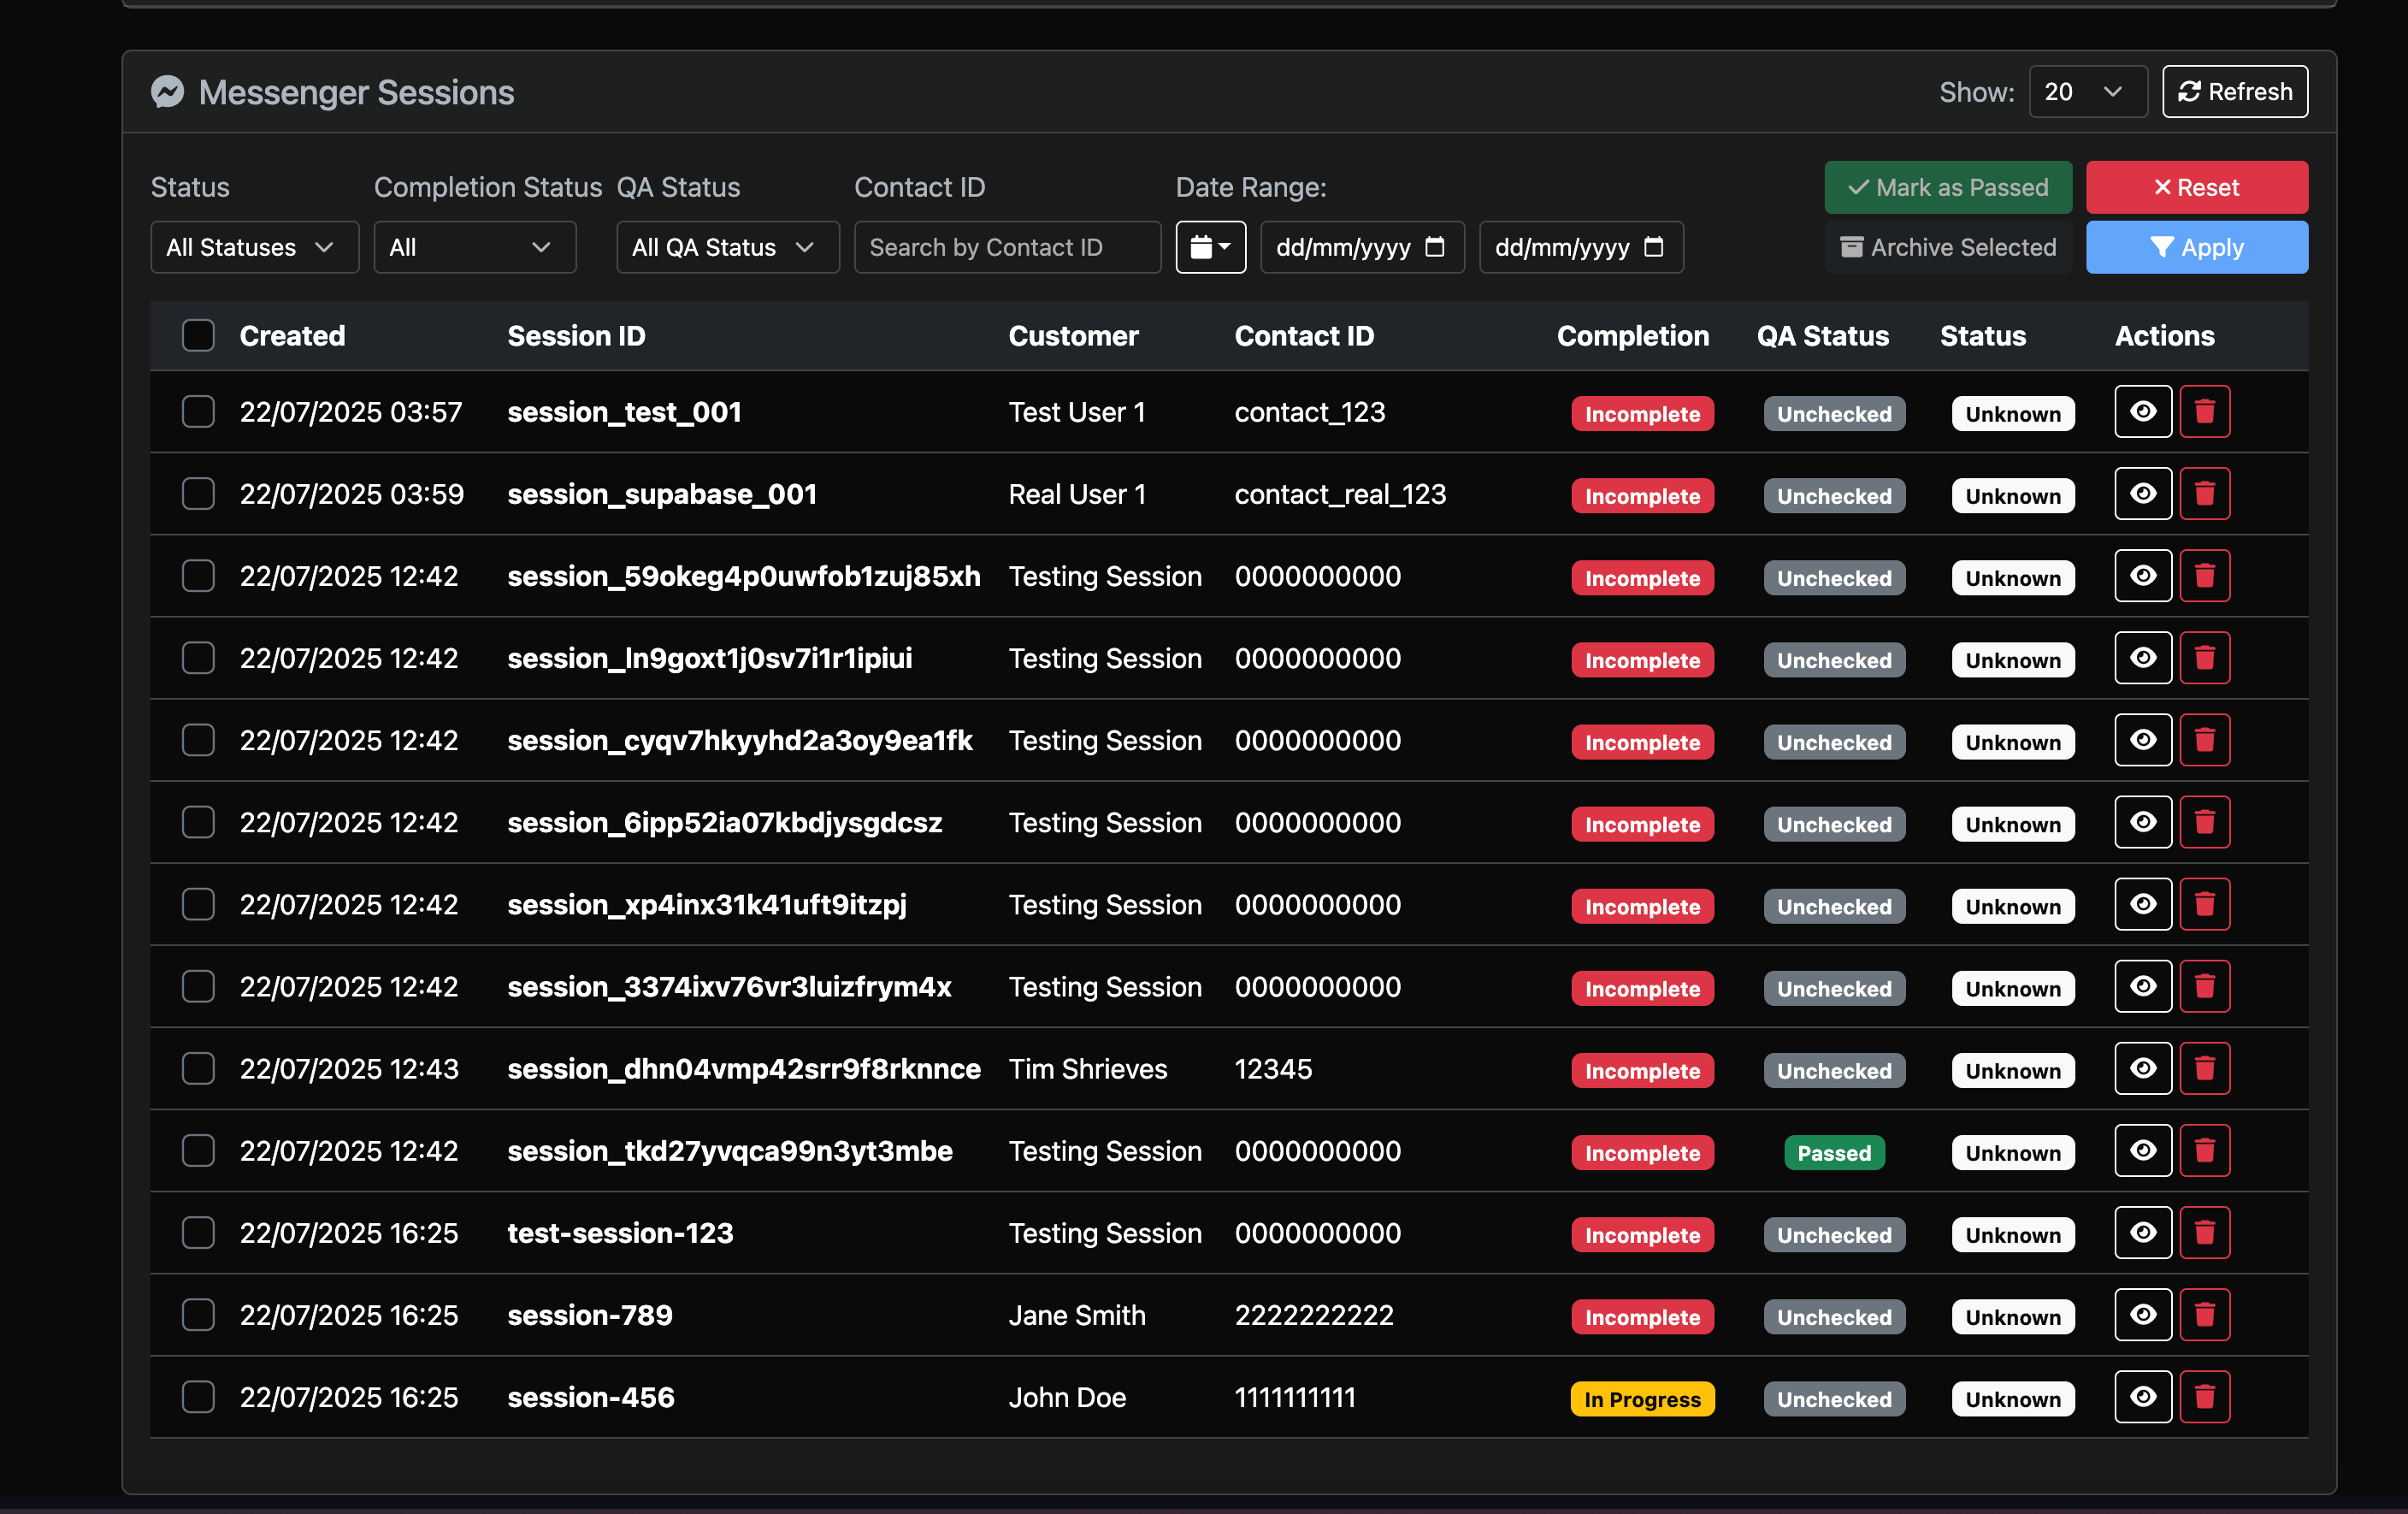 Messenger Sessions
Show: 20 Refresh
Status Completion Status QA Status Contact ID Date Range: Mark as Passed Reset
All Statuses All All QA Status Search by Contact ID dd/mm/yyyy dd/mm/yyyy Archive Selected Apply
Created Session ID Customer Contact ID Completion QA Status Status Actions
22/07/2025 03:57 session_test_001 Test User 1 contact_123 Incomplete Unchecked Unknown
22/07/2025 03:59 session_supabase_001 Real User 1 contact_real_123 Incomplete Unchecked Unknown
22/07/2025 12:42 session_59okeg4p0uwfob1zuj85xh Testing Session 0000000000 Incomplete Unchecked Unknown
22/07/2025 12:42 session_ln9goxt1j0sv7i1r1ipiui Testing Session 0000000000 Incomplete Unchecked Unknown
22/07/2025 12:42 session_cyqv7hkyyhd2a3oy9ea1fk Testing Session 0000000000 Incomplete Unchecked Unknown
22/07/2025 12:42 session_6ipp52ia07kbdjysgdcsz Testing Session 0000000000 Incomplete Unchecked Unknown
22/07/2025 12:42 session_xp4inx31k41uft9itzpj Testing Session 0000000000 Incomplete Unchecked Unknown
22/07/2025 12:42 session_3374ixv76vr3luizfrym4x Testing Session 0000000000 Incomplete Unchecked Unknown
22/07/2025 12:43 session_dhn04vmp42srr9f8rknnce Tim Shrieves 12345 Incomplete Unchecked Unknown
22/07/2025 12:42 session_tkd27yvqca99n3yt3mbe Testing Session 0000000000 Incomplete Passed Unknown
22/07/2025 16:25 test-session-123 Testing Session 0000000000 Incomplete Unchecked Unknown
22/07/2025 16:25 session-789 Jane Smith 2222222222 Incomplete Unchecked Unknown
22/07/2025 16:25 session-456 John Doe 1111111111 In Progress Unchecked Unknown